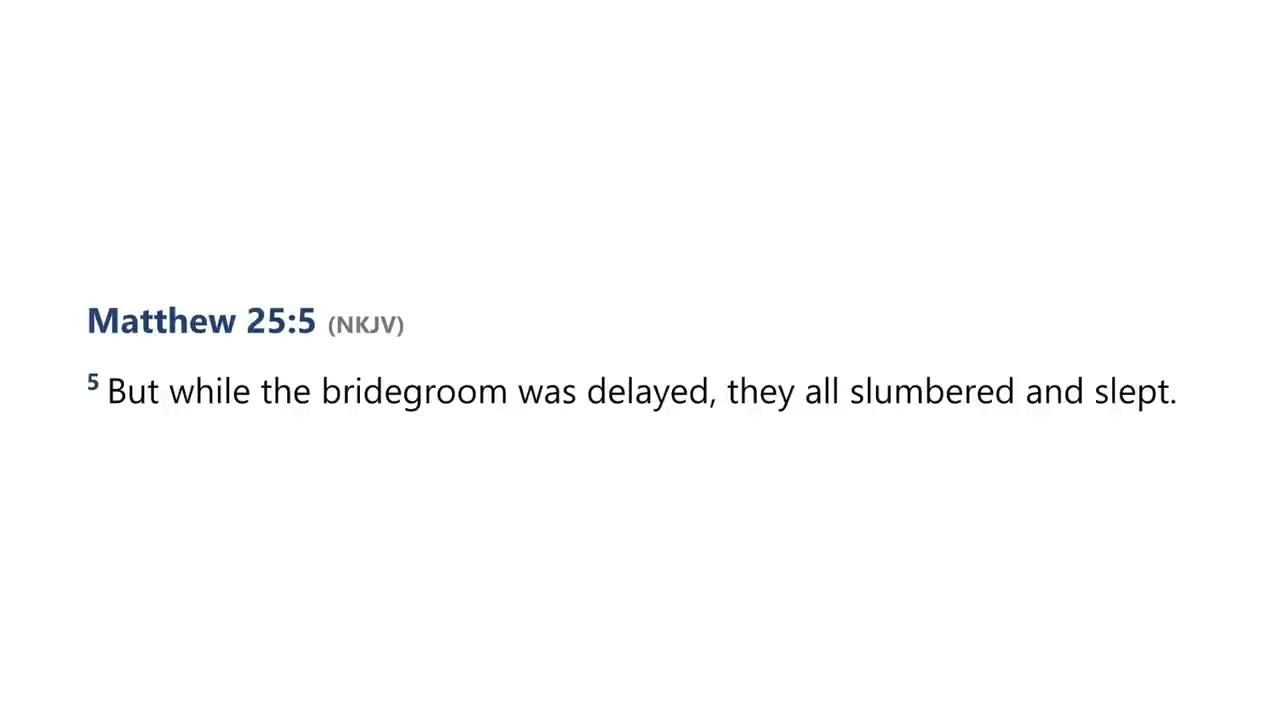 Matthew 25:5 (NKJV)
5 But while the bridegroom was delayed, they all slumbered and slept.